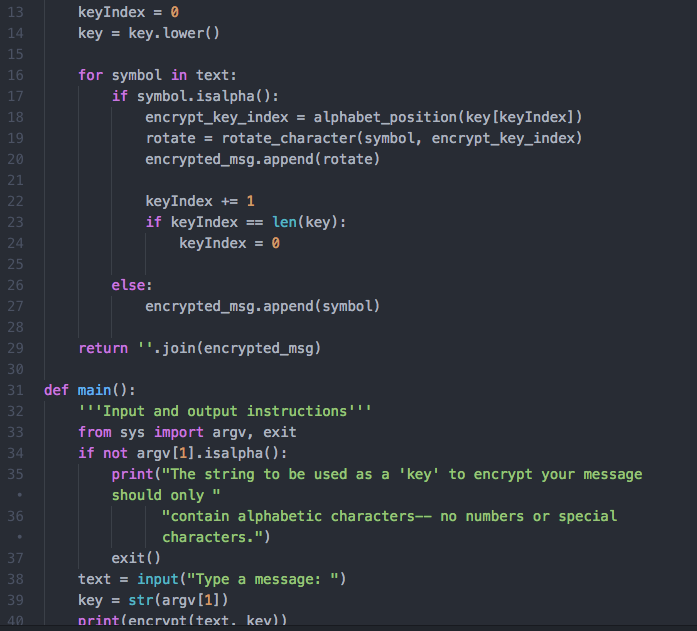 13 keyIndex = 0
14 key = key.lower()
15
16 for symbol in text:
17 if symbol.isalpha():
18 encrypt_key_index = alphabet_position(key[keyIndex])
19 rotate = rotate_character(symbol, encrypt_key_index)
20 encrypted_msg.append(rotate)
21
22 keyIndex += 1
23 if keyIndex == len(key):
24 keyIndex = 0
25
26 else:
27 encrypted_msg.append(symbol)
28
29 return ''.join(encrypted_msg)
30
31 def main():
32 '''Input and output instructions'''
33 from sys import argv, exit
34 if not argv[1].isalpha():
35 print("The string to be used as a 'key' to encrypt your message
• should only "
36 "contain alphabetic characters—— no numbers or special
• characters.")
37 exit()
38 text = input("Type a message: ")
39 key = str(argv[1])
40 print(encrypt(text, key))